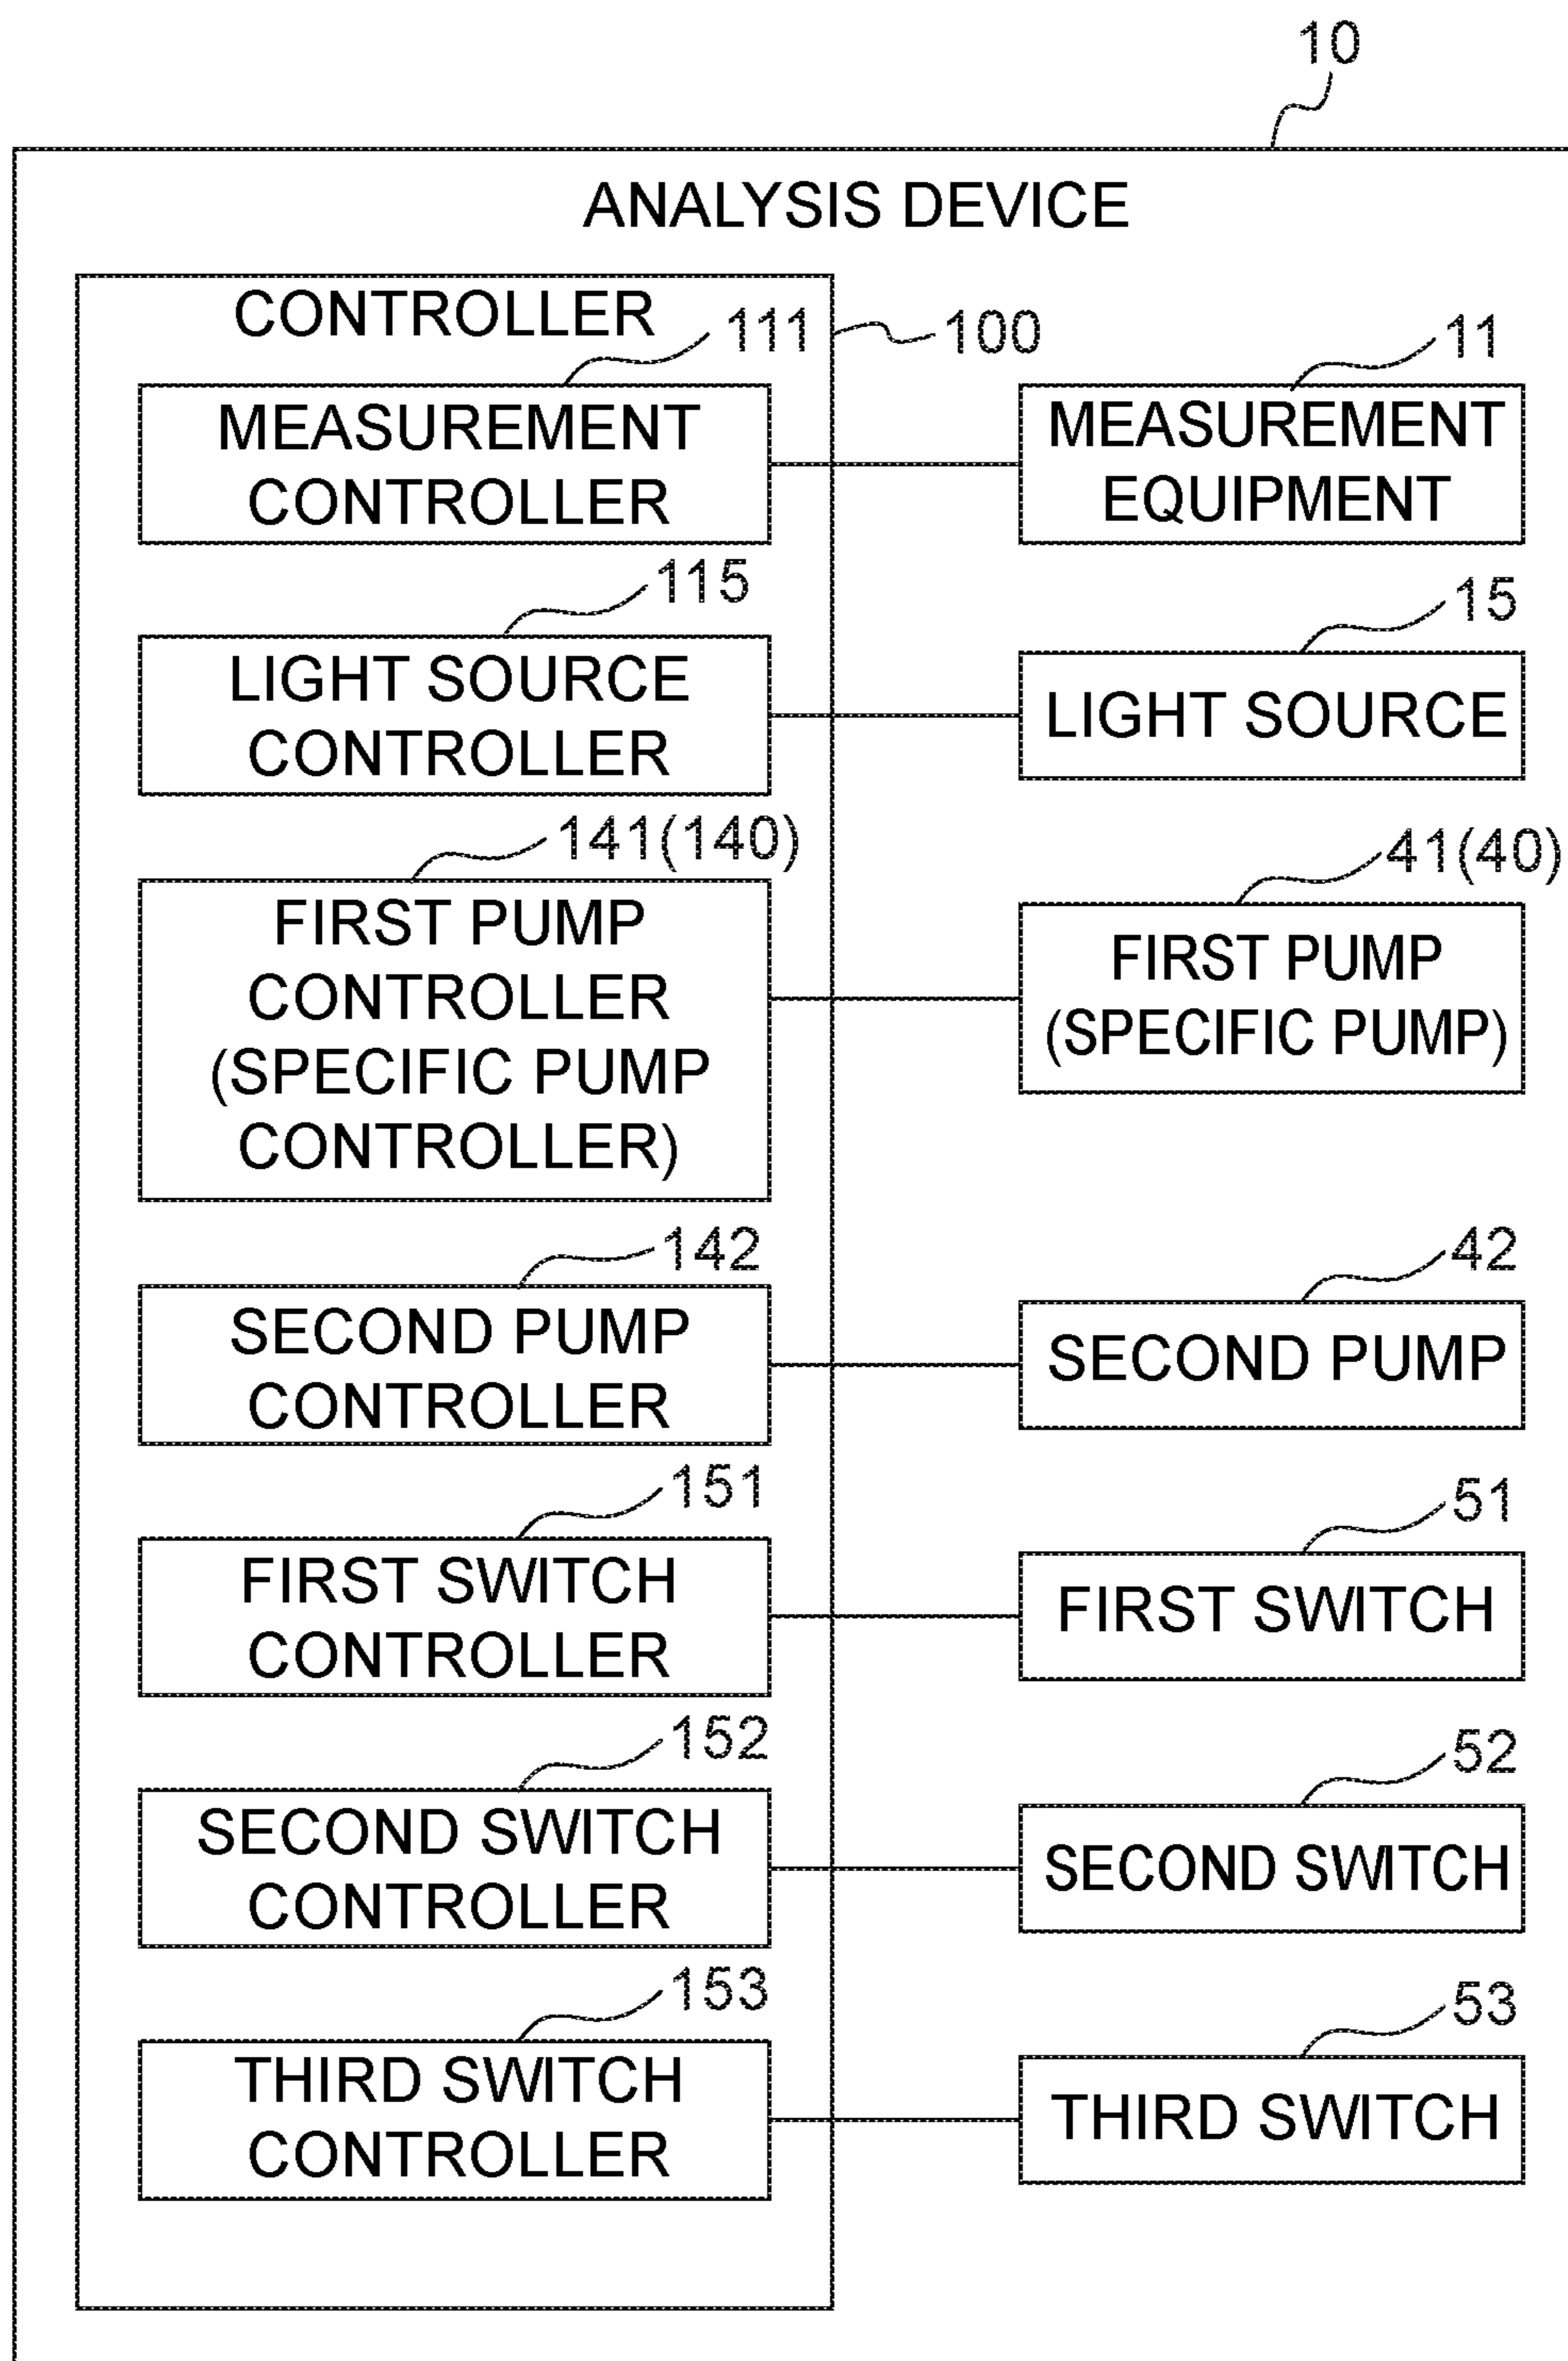 10
ANALYSIS DEVICE
CONTROLLER
100
111
MEASUREMENT
CONTROLLER
11
MEASUREMENT
EQUIPMENT
115
LIGHT SOURCE
CONTROLLER
15
LIGHT SOURCE
141(140)
FIRST PUMP
CONTROLLER
(SPECIFIC PUMP
CONTROLLER)
41(40)
FIRST PUMP
(SPECIFIC PUMP)
142
SECOND PUMP
CONTROLLER
42
SECOND PUMP
151
FIRST SWITCH
CONTROLLER
51
FIRST SWITCH
152
SECOND SWITCH
CONTROLLER
52
SECOND SWITCH
153
THIRD SWITCH
CONTROLLER
53
THIRD SWITCH